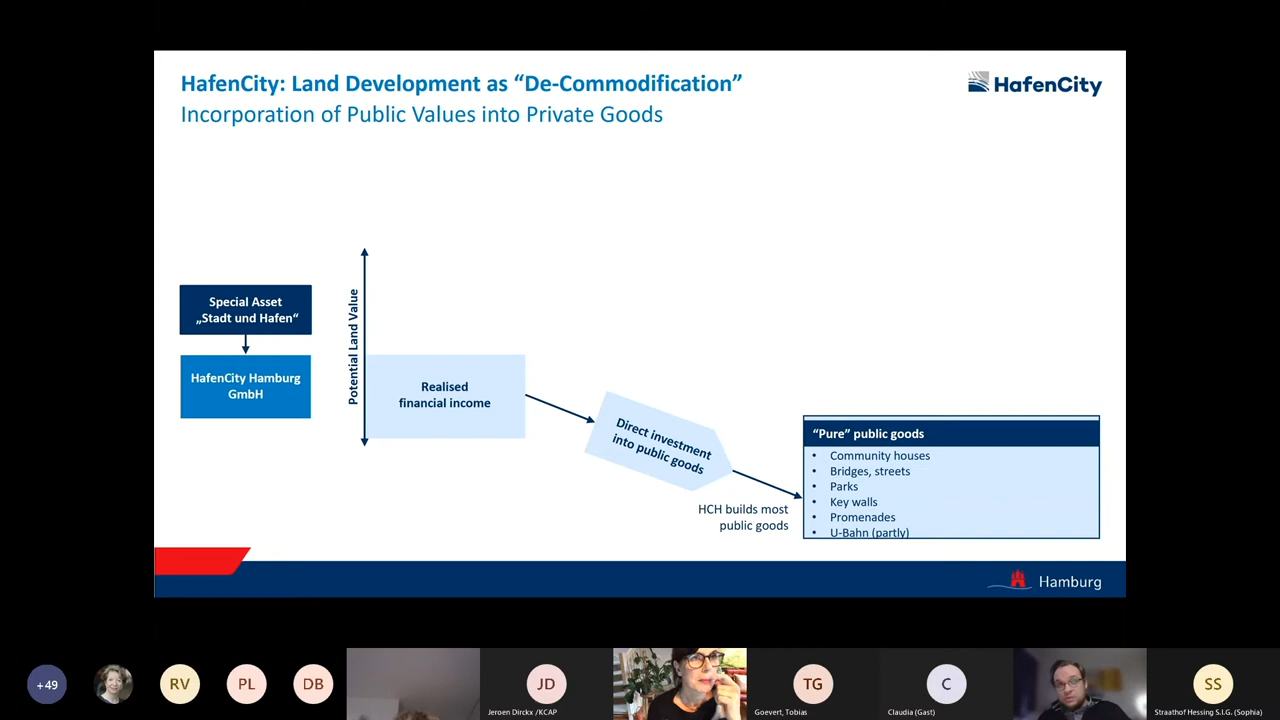 HafenCity: Land Development as “De-Commodification”
Incorporation of Public Values into Private Goods
HafenCity
Special Asset
„Stadt und Hafen“
HafenCity Hamburg
GmbH
Potential Land Value
Realised
financial income
Direct investment
into public goods
HCH builds most
public goods
“Pure” public goods
• Community houses
• Bridges, streets
• Parks
• Key walls
• Promenades
• U-Bahn (partly)
Hamburg
+49
RV
PL
DB
JD
Jeroen Dirckx /KCAP
TG
Goevert, Tobias
C
Claudia (Gast)
SS
Straathof Hessing S.I.G. (Sophia)